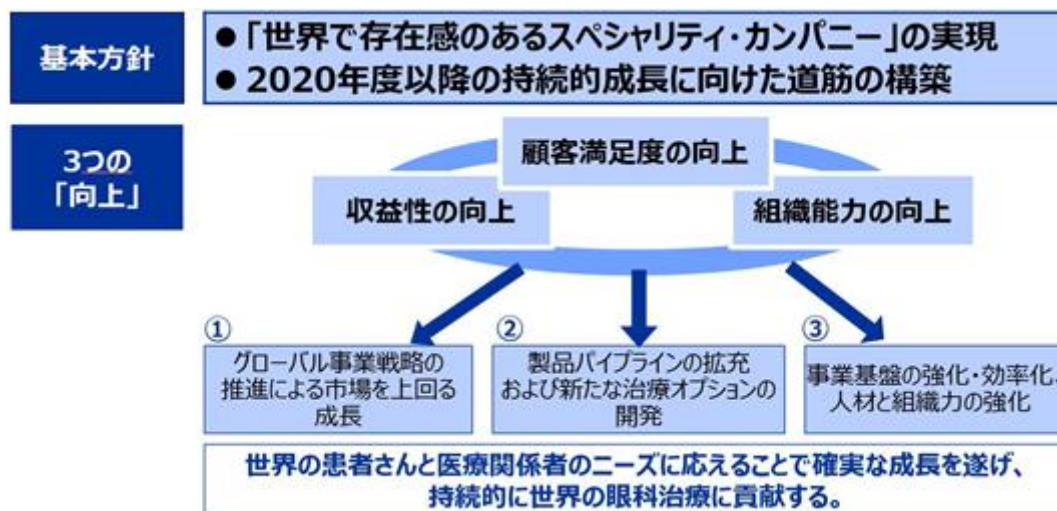 基本方針
●「世界で存在感のあるスペシャリティ・カンパニー」の実現
● 2020年度以降の持続的成長に向けた道筋の構築
3つの
「向上」
顧客満足度の向上
収益性の向上
組織能力の向上
①
グローバル事業戦略の
推進による市場を上回る
成長
②
製品パイプラインの拡充
および新たな治療オプションの
開発
③
事業基盤の強化・効率化、
人材と組織力の強化
世界の患者さんと医療関係者のニーズに応えることで確実な成長を遂げ、
持続的に世界の眼科治療に貢献する。